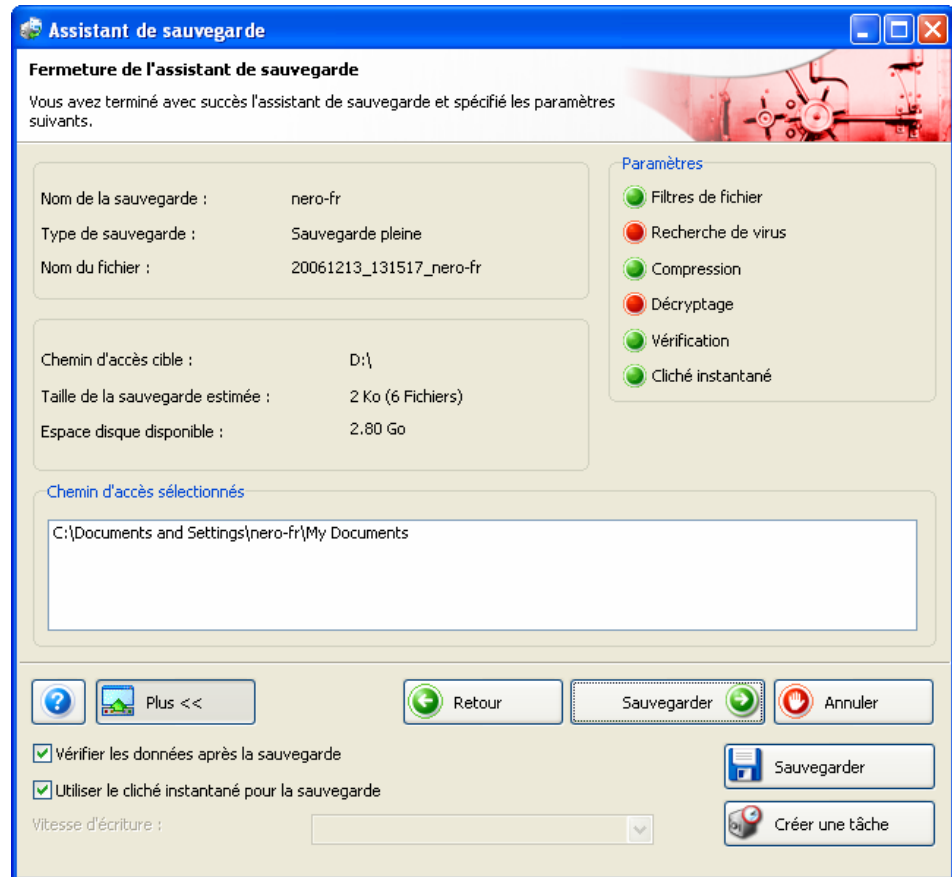 Assistant de sauvegarde
Fermeture de l'assistant de sauvegarde
Vous avez terminé avec succès l'assistant de sauvegarde et spécifié les paramètres
suivants.
Nom de la sauvegarde : nero-fr
Type de sauvegarde : Sauvegarde pleine
Nom du fichier : 20061213_131517_nero-fr
Paramètres
Filtres de fichier
Recherche de virus
Compression
Décryptage
Vérification
Cliché instantané
Chemin d'accès cible : D:\
Taille de la sauvegarde estimée : 2 Ko (6 Fichiers)
Espace disque disponible : 2.80 Go
Chemin d'accès sélectionnés
C:\Documents and Settings\nero-fr\My Documents
? Plus << Retour Sauvegarder Annuler
Vérifier les données après la sauvegarde
Utiliser le cliché instantané pour la sauvegarde
Vitesse d'écriture :
Sauvegarder
Créer une tâche